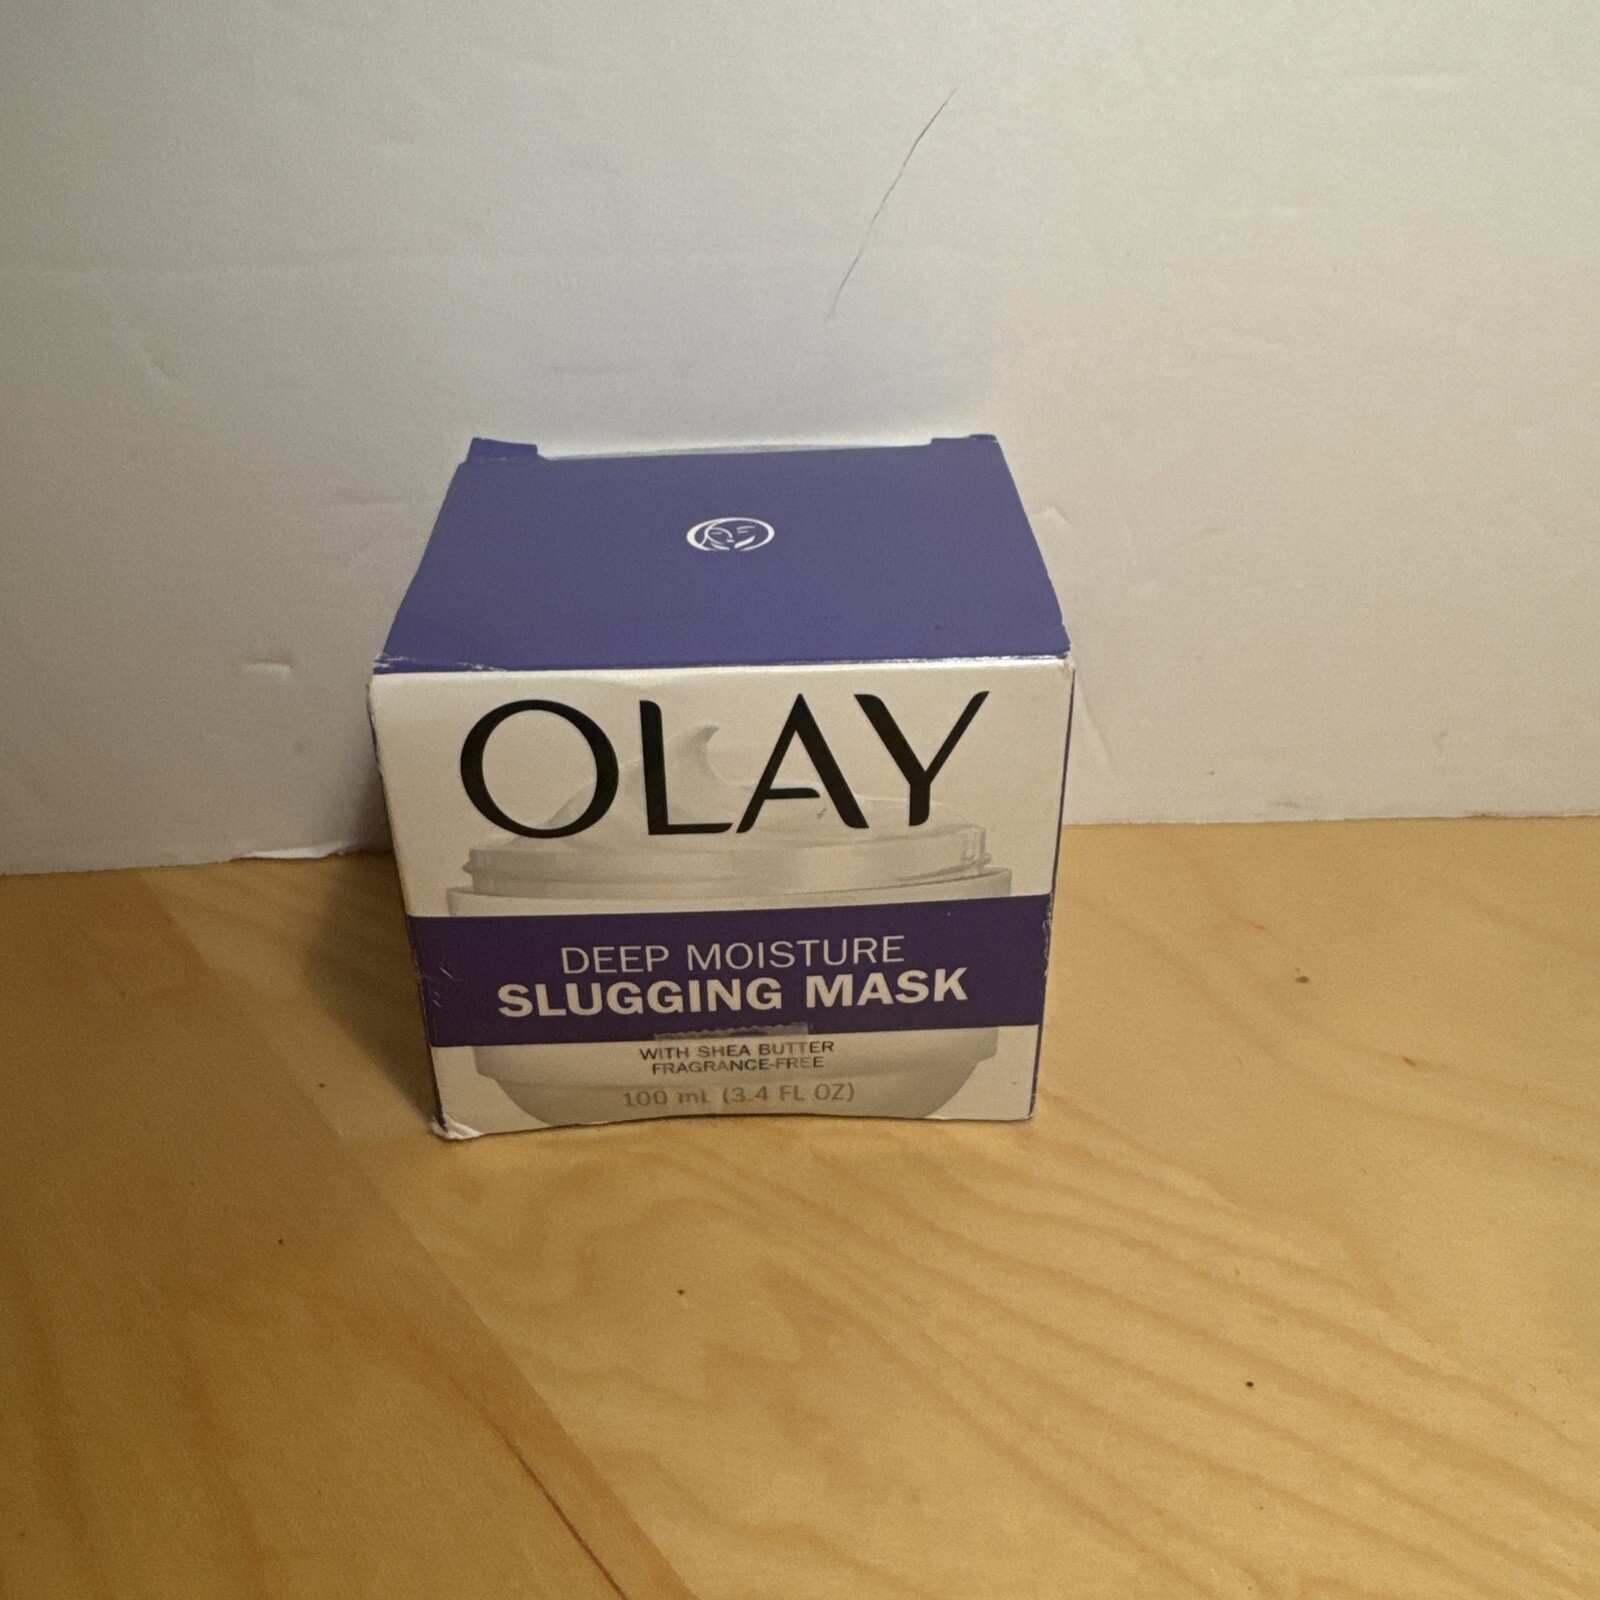 OLAY
DEEP MOISTURE
SLUGGING MASK
WITH SHEA BUTTER
FRAGRANCE-FREE
100 mL (3.4 FL OZ)